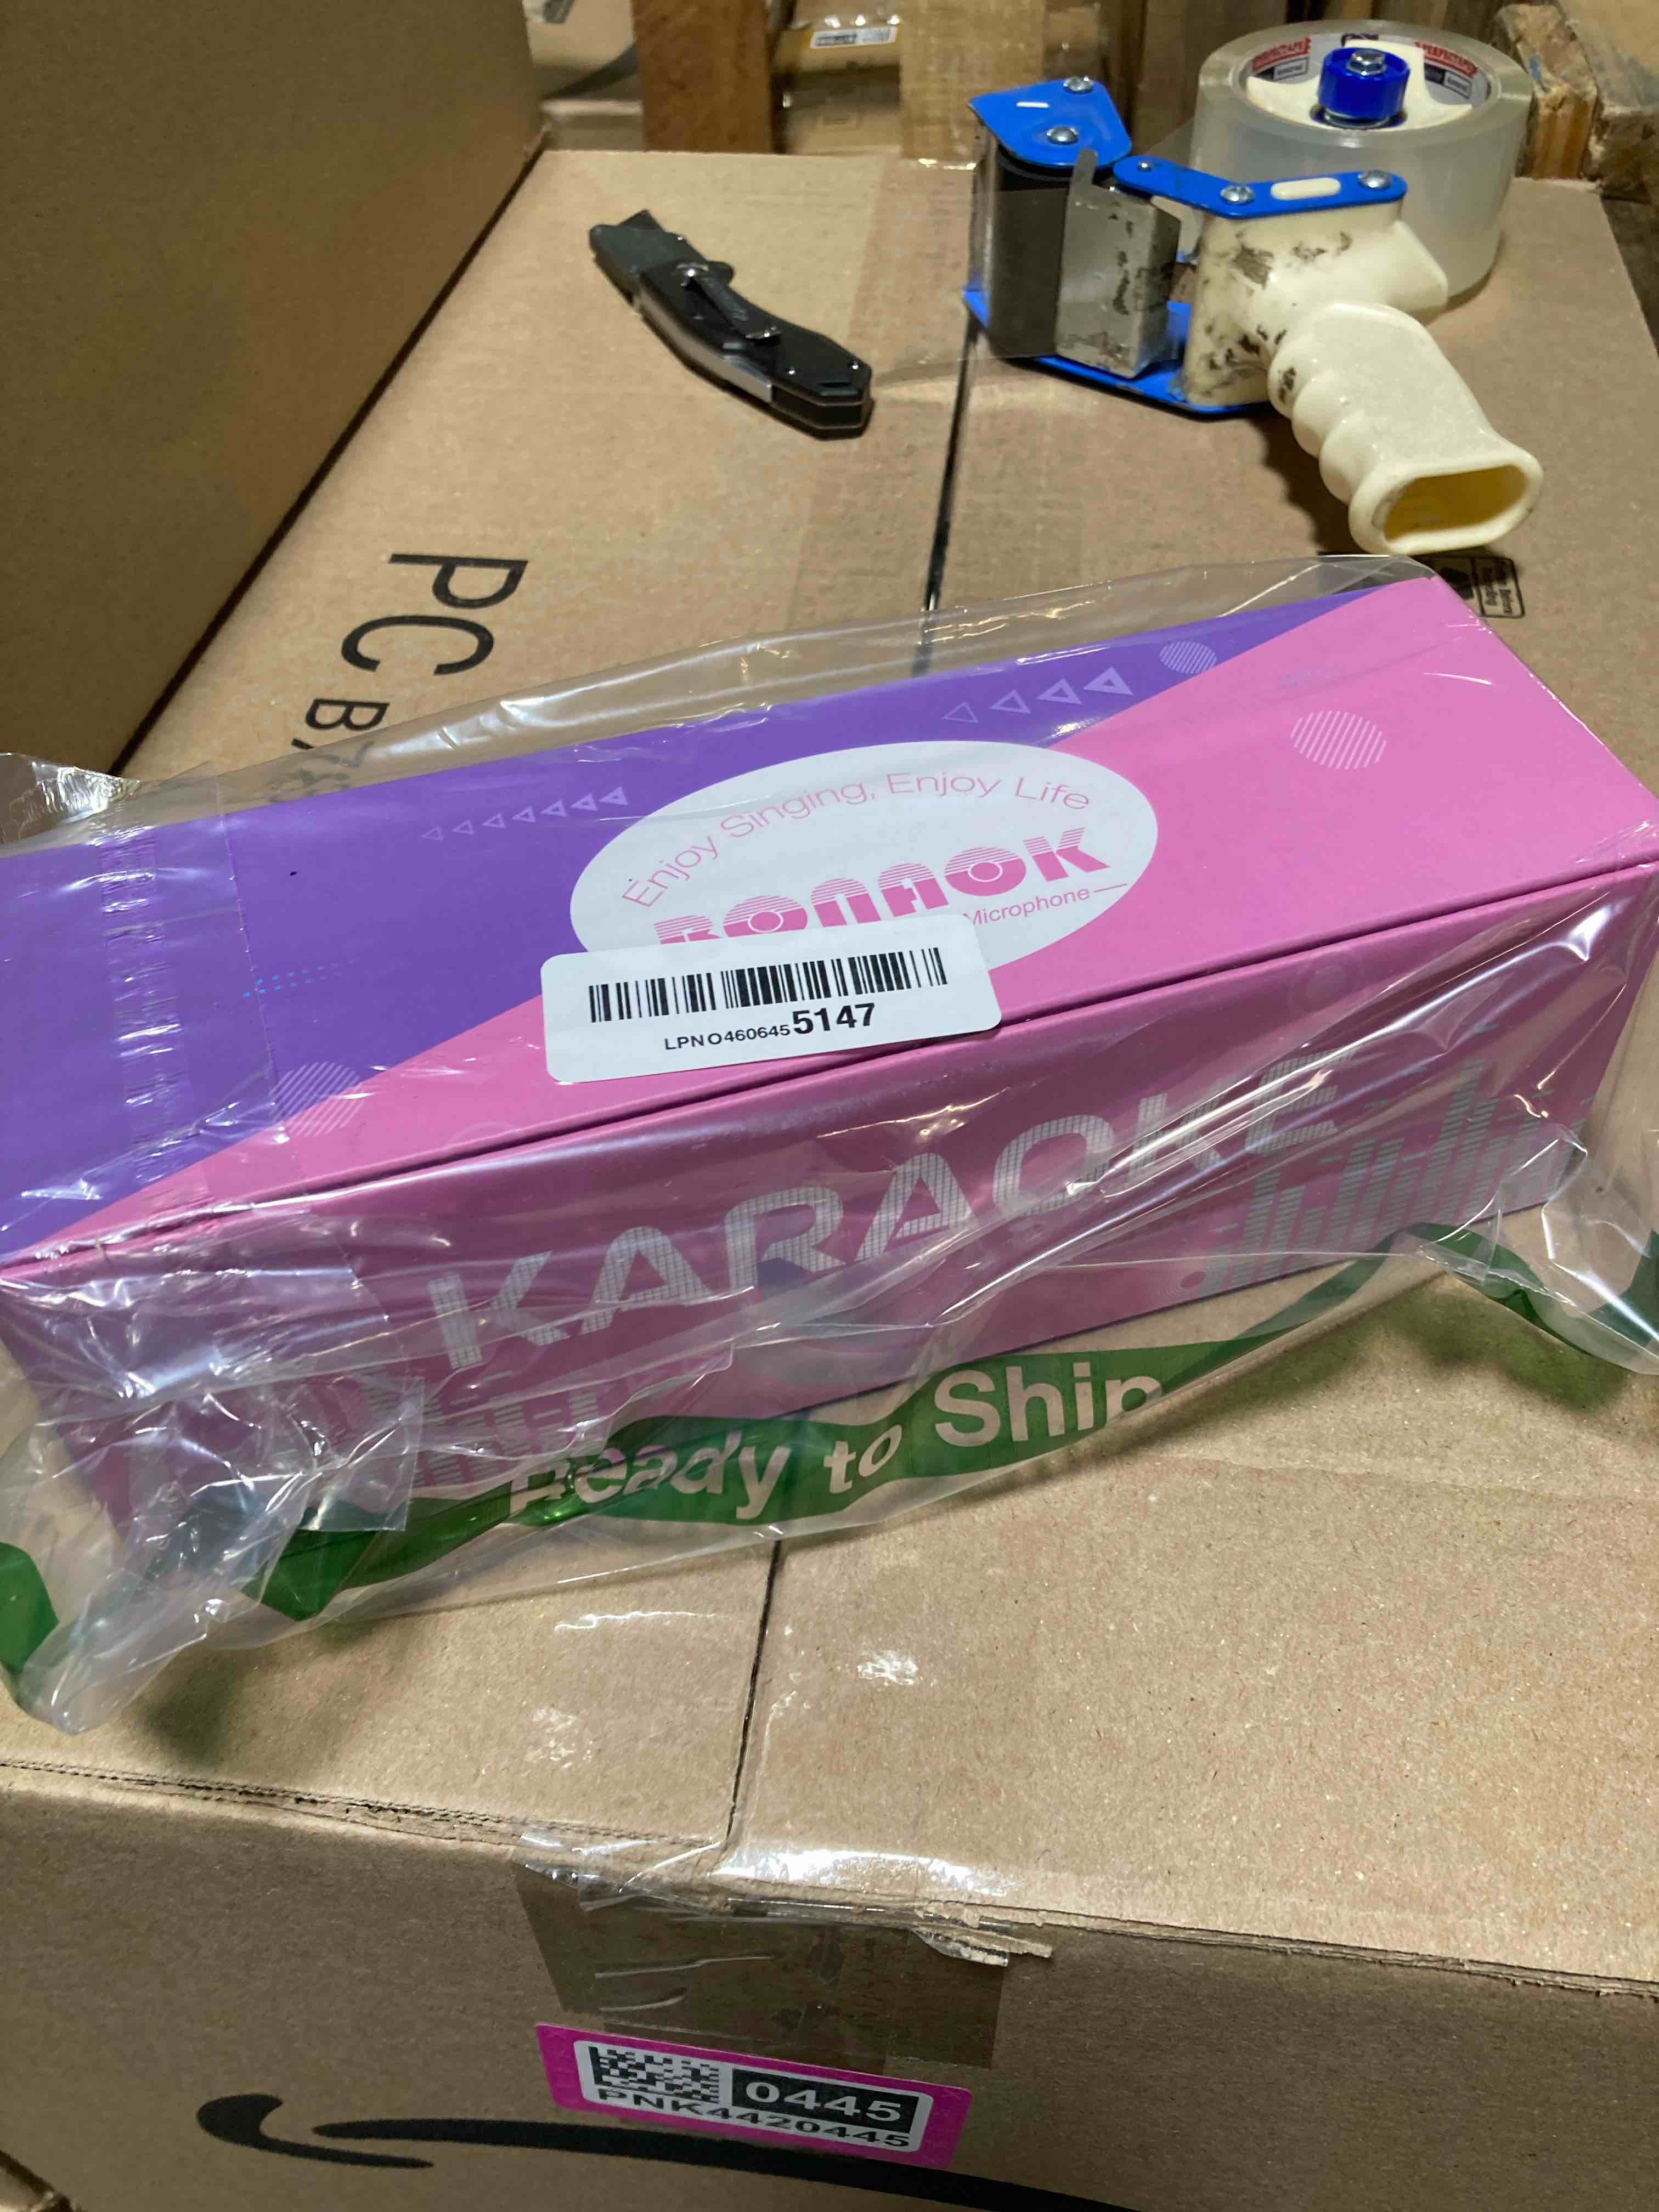 PC
Enjoy Singing, Enjoy Life
BONAOK
Microphone
LPNO4606455147
KARAOKE
Ready to Ship
0445
PNK4420445